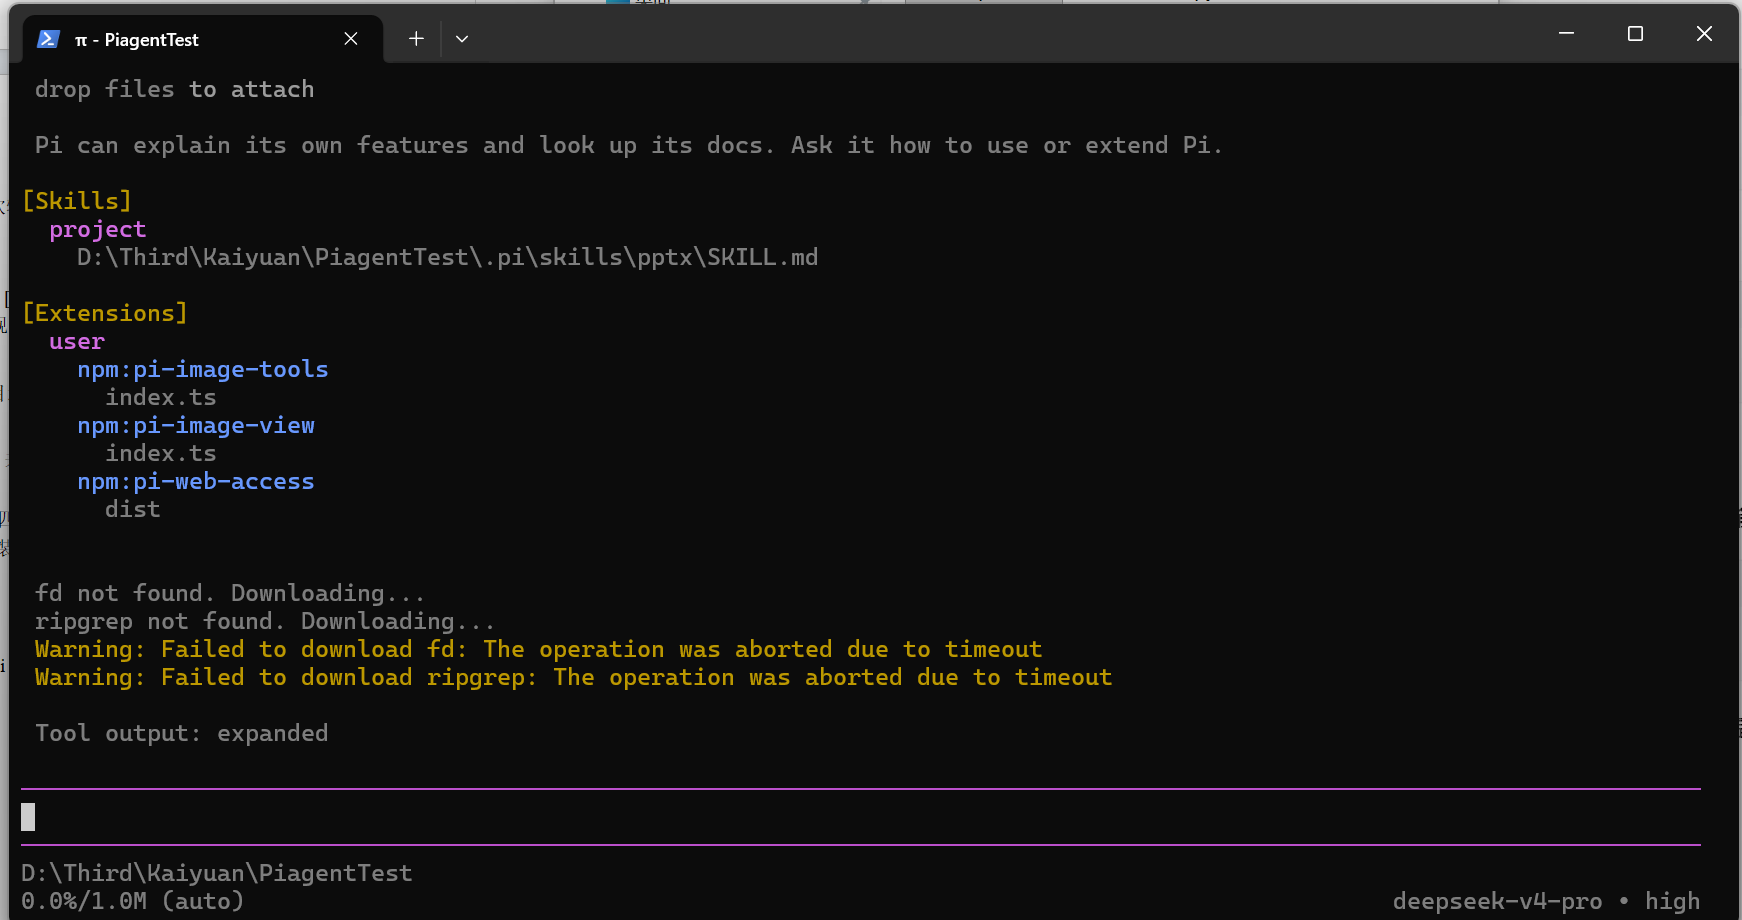 π - PiagentTest
drop files to attach
Pi can explain its own features and look up its docs. Ask it how to use or extend Pi.
[Skills]
project
D:\Third\Kaiyuan\PiagentTest\.pi\skills\pptx\SKILL.md
[Extensions]
user
npm:pi-image-tools
index.ts
npm:pi-image-view
index.ts
npm:pi-web-access
dist
fd not found. Downloading...
ripgrep not found. Downloading...
Warning: Failed to download fd: The operation was aborted due to timeout
Warning: Failed to download ripgrep: The operation was aborted due to timeout
Tool output: expanded
D:\Third\Kaiyuan\PiagentTest
0.0%/1.0M (auto)
deepseek-v4-pro • high